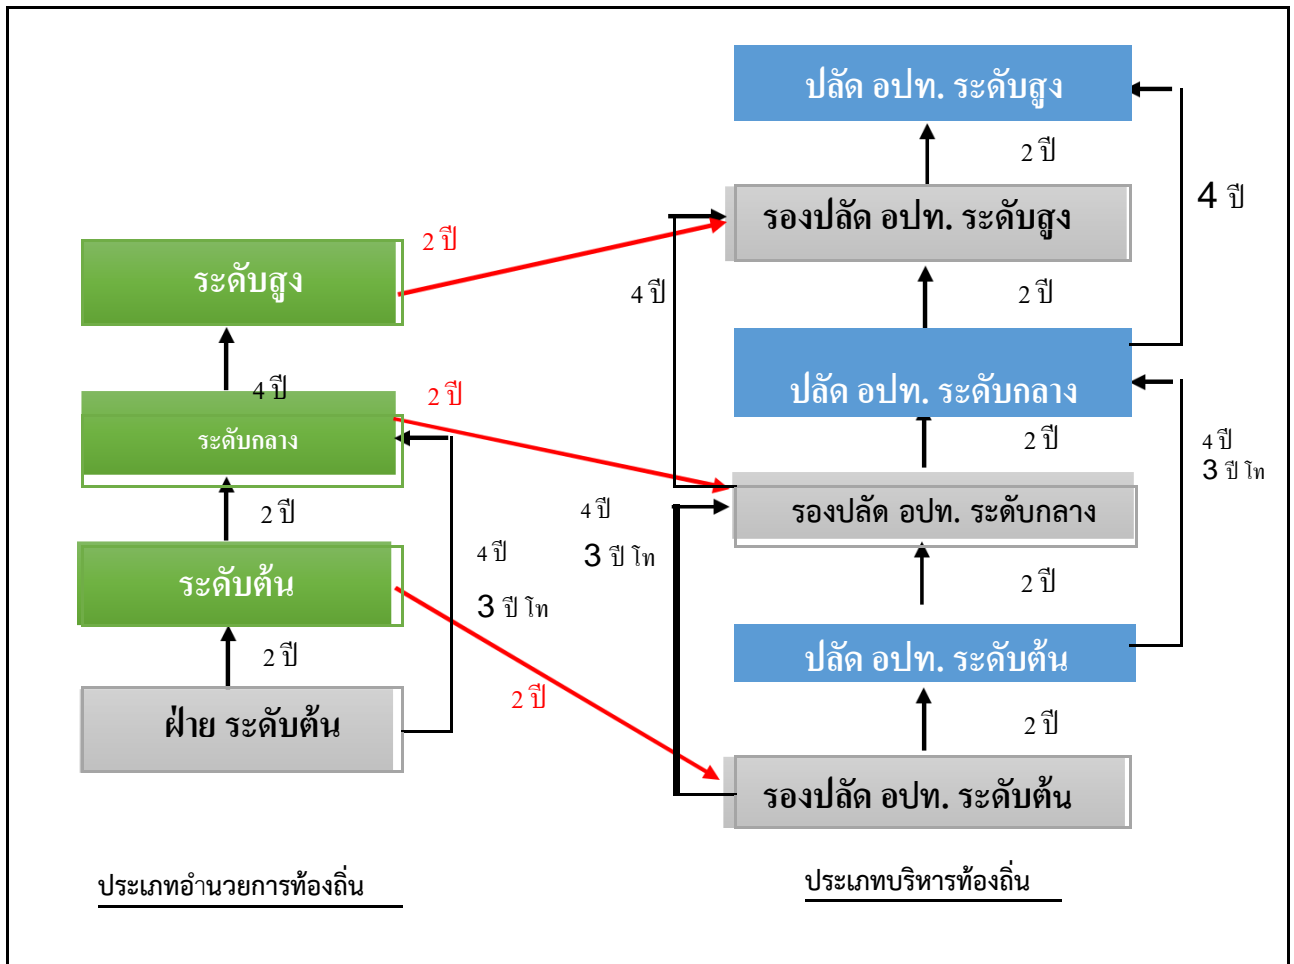 ปลัด อปท. ระดับสูง
2 ปี
4 ปี
รองปลัด อปท. ระดับสูง
2 ปี
ระดับสูง
4 ปี
2 ปี
4 ปี
2 ปี
ปลัด อปท. ระดับกลาง
ระดับกลาง
2 ปี
4 ปี
3 ปี โท
2 ปี
4 ปี
3 ปี โท
รองปลัด อปท. ระดับกลาง
4 ปี
3 ปี โท
ระดับต้น
2 ปี
2 ปี
ปลัด อปท. ระดับต้น
2 ปี
ฝ่าย ระดับต้น
2 ปี
รองปลัด อปท. ระดับต้น
ประเภทอำนวยการท้องถิ่น
ประเภทบริหารท้องถิ่น